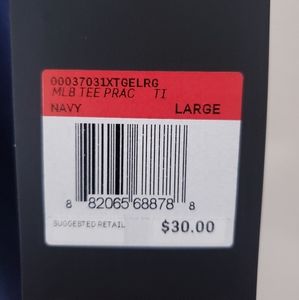 00037031XTGELRG
MLB TEE PRAC TI
NAVY LARGE
8 82065 68878 8
SUGGESTED RETAIL $30.00